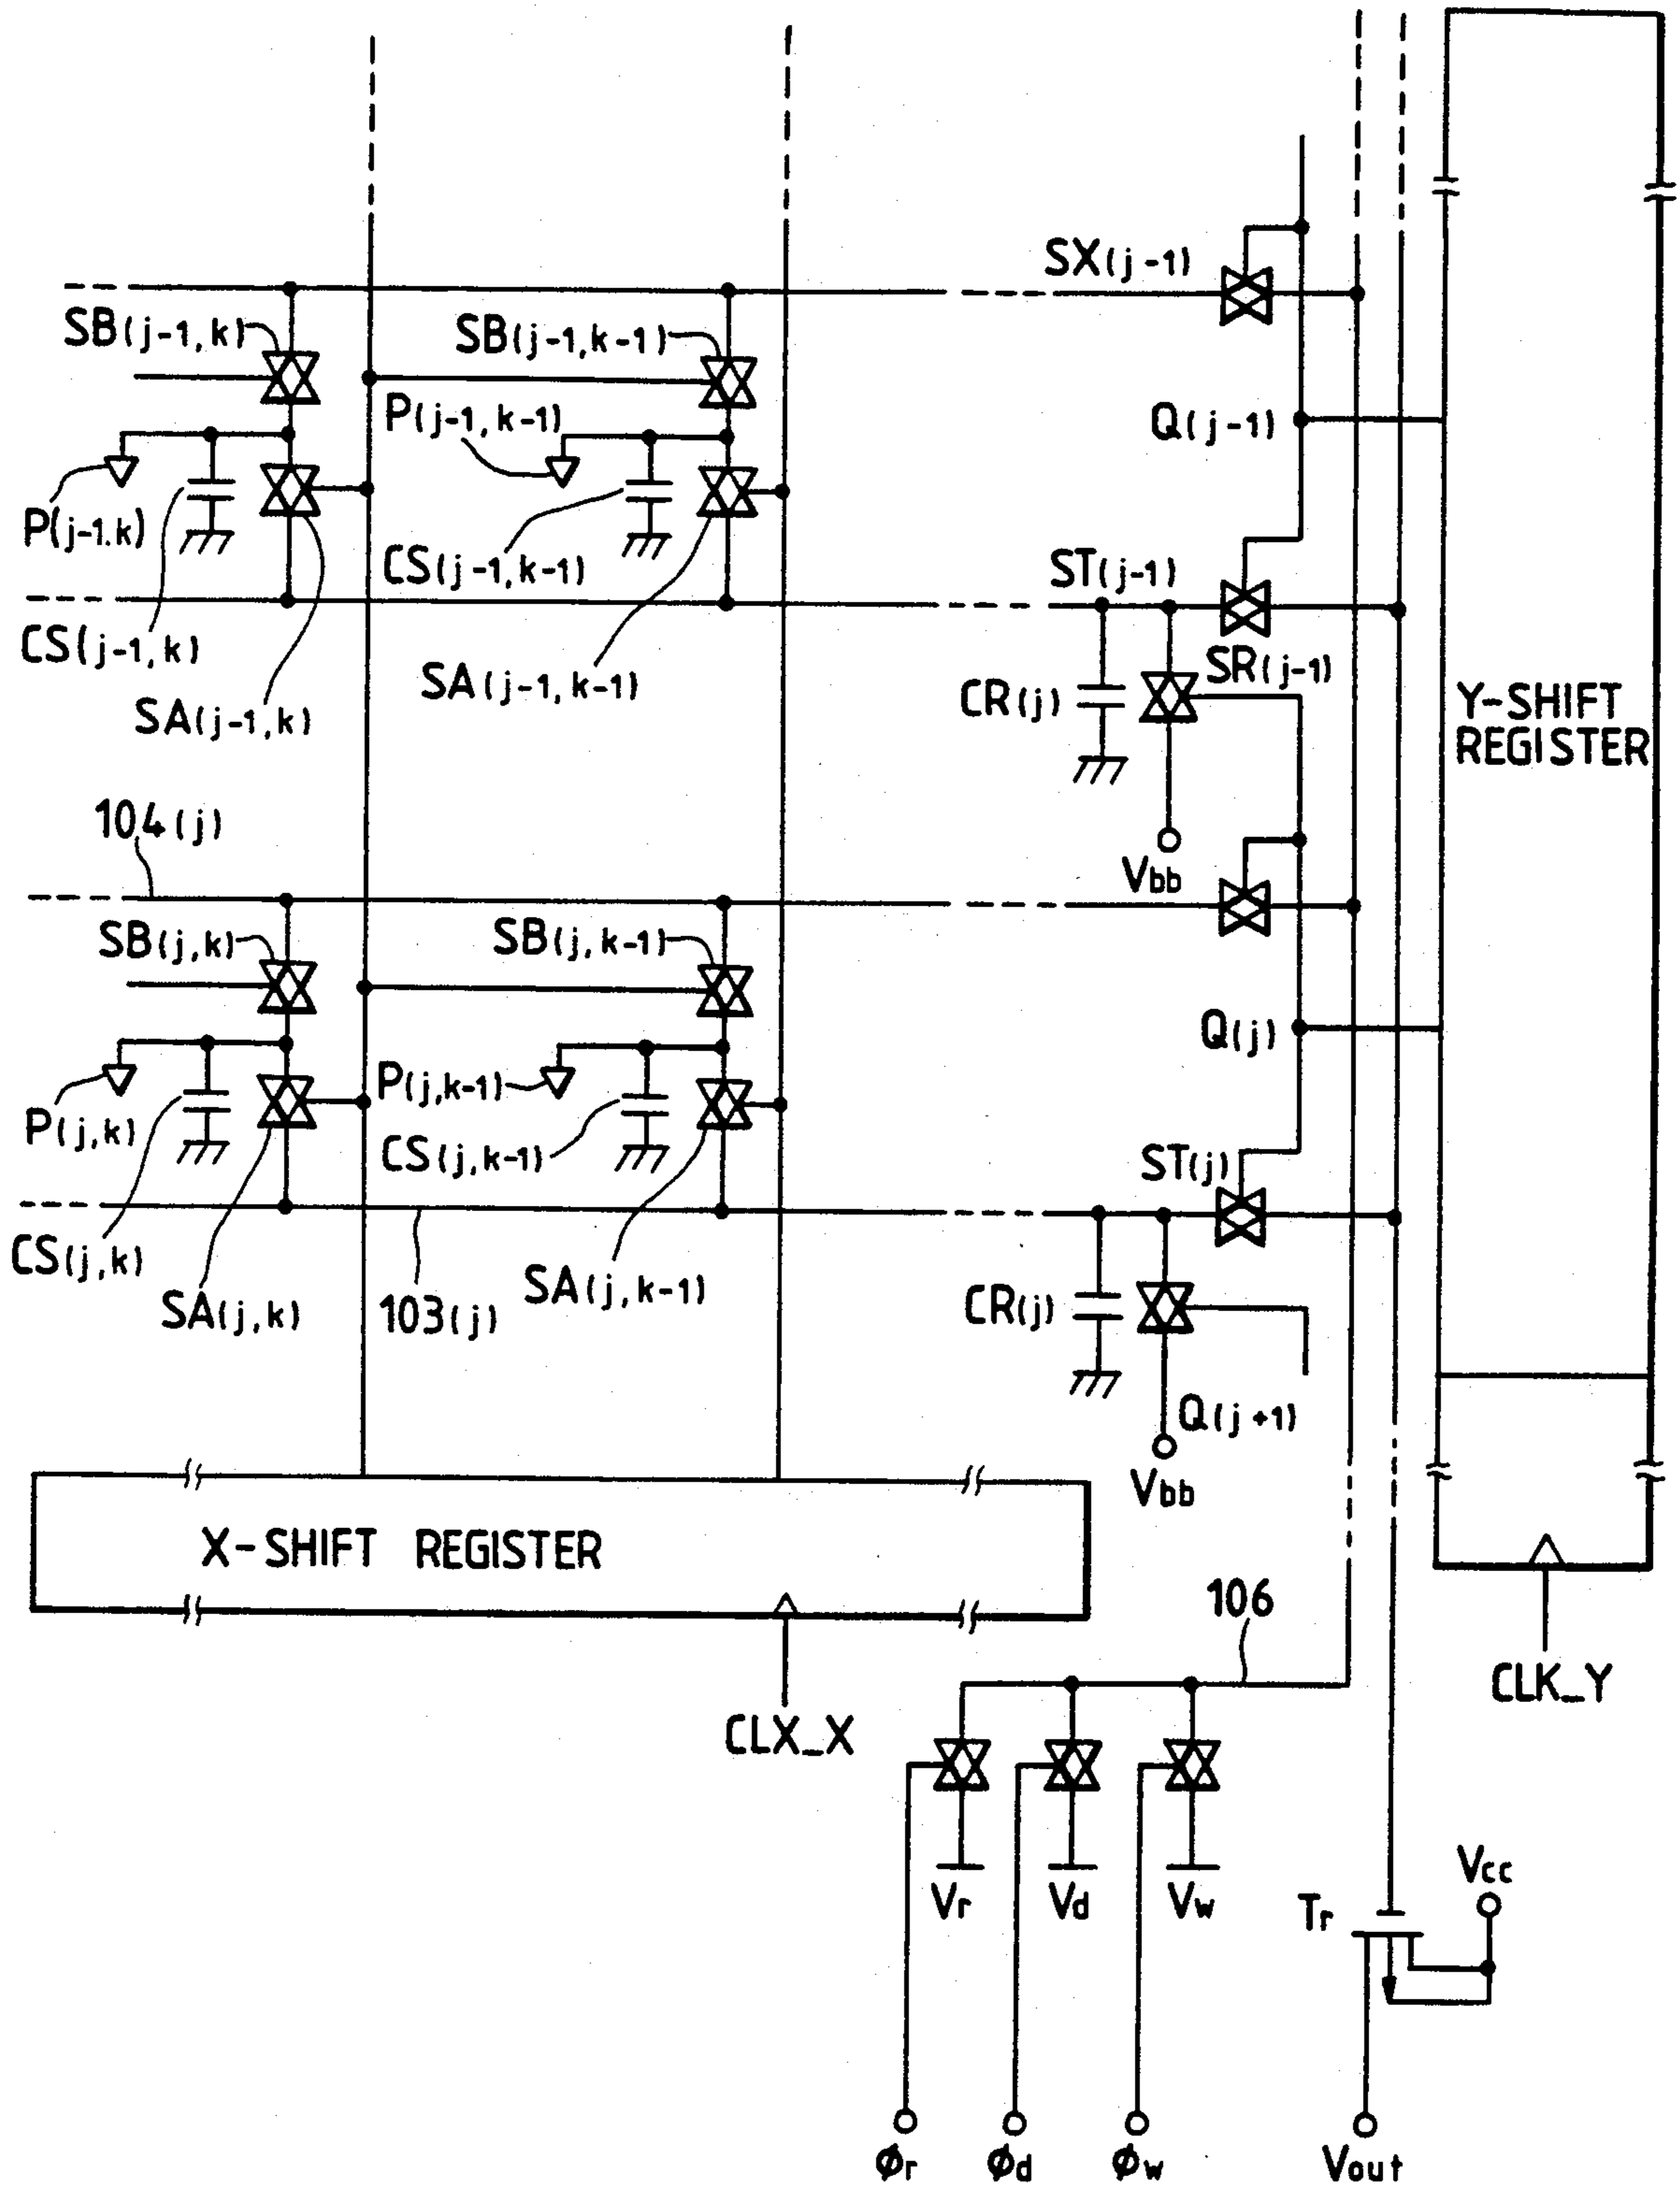 SX(j-1)
SB(j-1,k)
SB(j-1,k-1)
P(j-1,k-1)
Q(j-1)
P(j-1.k)
CS(j-1,k-1)
ST(j-1)
CS(j-1,k)
SA(j-1,k-1)
SR(j-1)
SA(j-1,k)
CR(j)
Y-SHIFT
REGISTER
104(j)
Vbb
SB(j,k)
SB(j,k-1)
Q(j)
P(j,k-1)
P(j,k)
CS(j,k-1)
ST(j)
CS(j,k)
SA(j,k)
103(j)
SA(j,k-1)
CR(j)
Q(j+1)
Vbb
X-SHIFT REGISTER
106
CLX_X
CLK_Y
Vr
Vd
Vw
Tr
Vcc
ϕr
ϕd
ϕw
Vout